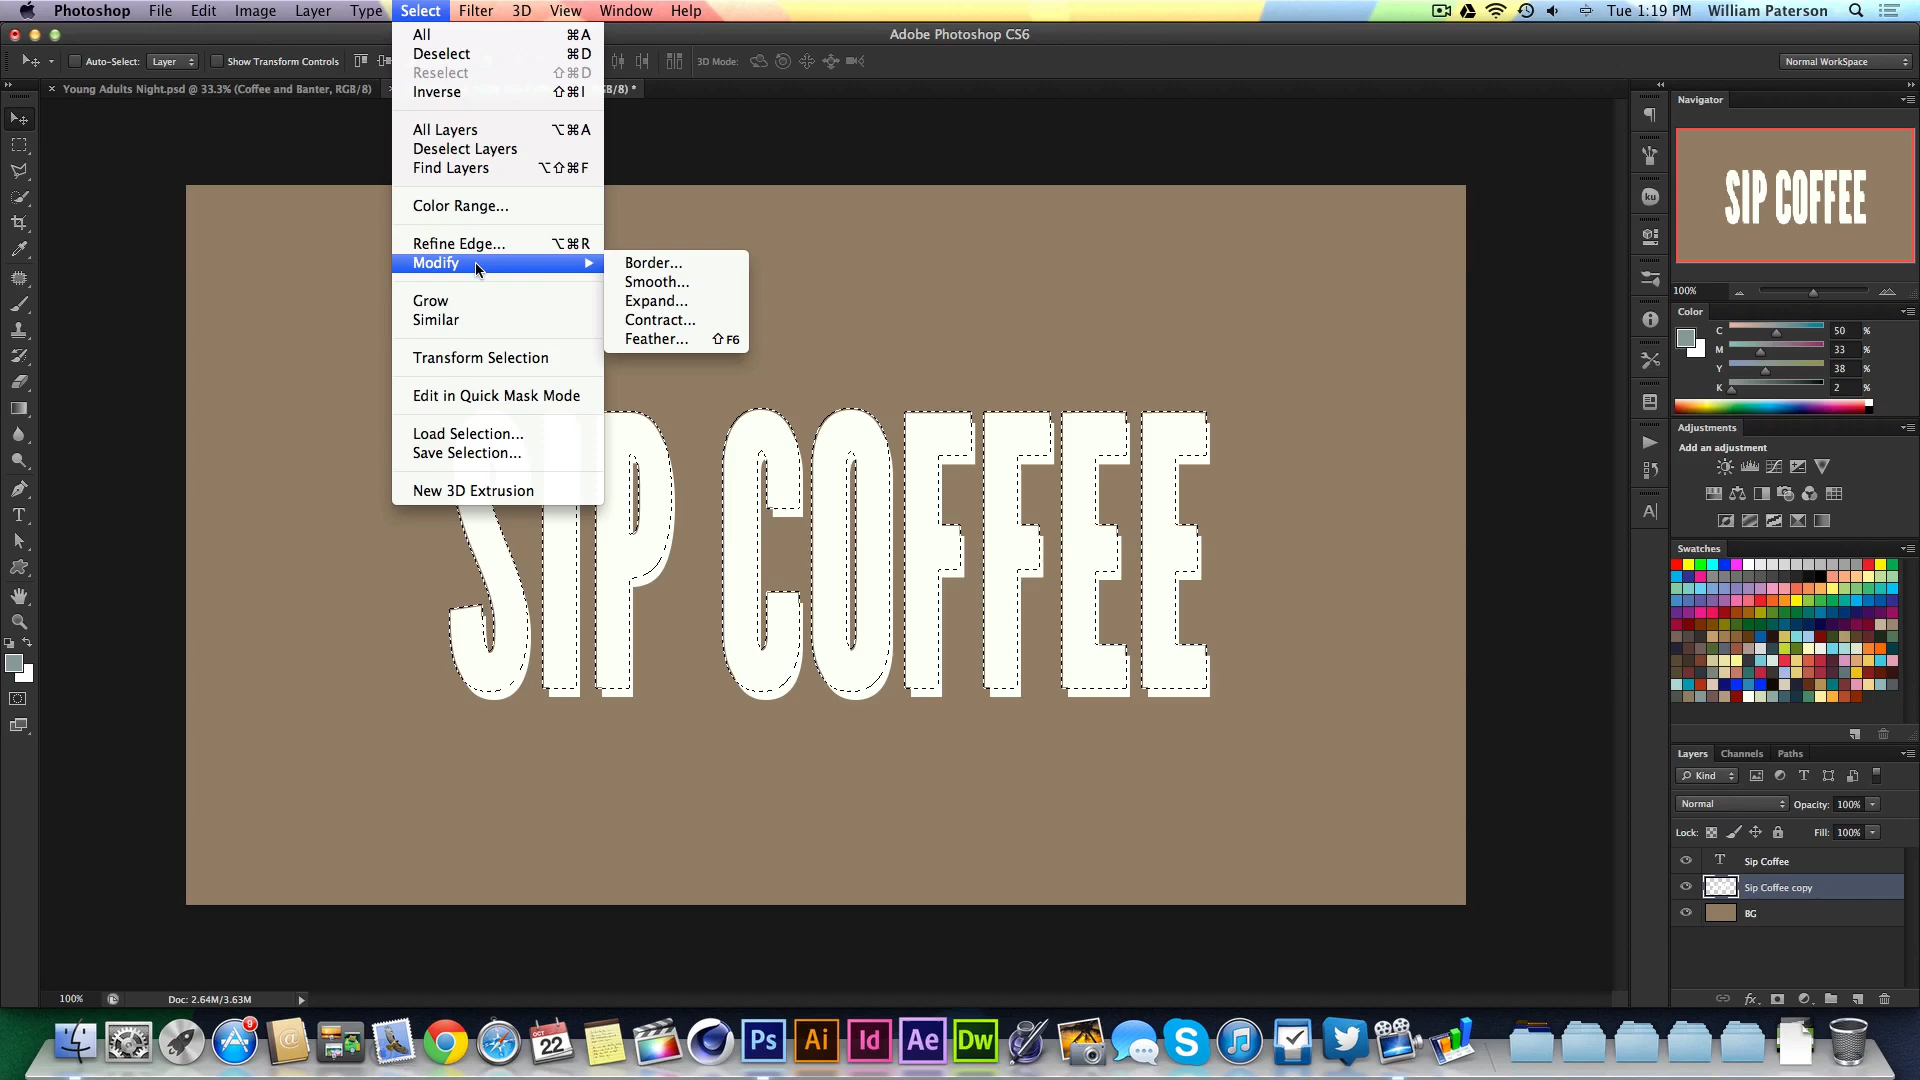 Photoshop File Edit Image Layer Type Select Filter 3D View Window Help Tue 1:19 PM William Paterson
Adobe Photoshop CS6
Auto-Select: Layer Show Transform Controls 3D Mode: Normal WorkSpace
Young Adults Night.psd @ 33.3% (Coffee and Banter, RGB/8) GB/8) *
All ⌘A
Deselect ⌘D
Reselect ⇧⌘D
Inverse ⇧⌘I
All Layers ⌥⌘A
Deselect Layers
Find Layers ⌥⇧⌘F
Color Range...
Refine Edge... ⌥⌘R
Modify
Grow
Similar
Transform Selection
Edit in Quick Mask Mode
Load Selection...
Save Selection...
New 3D Extrusion
Border...
Smooth...
Expand...
Contract...
Feather... ⇧F6
SIP COFFEE
Navigator
SIP COFFEE
100%
Color
C 50 %
M 33 %
Y 38 %
K 2 %
Adjustments
Add an adjustment
Swatches
Layers Channels Paths
Kind
Normal Opacity: 100%
Lock: Fill: 100%
T Sip Coffee
Sip Coffee copy
BG
fx
ku
A
T
100% Doc: 2.64M/3.63M
9
OCT
22
Ps Ai Id Ae Dw